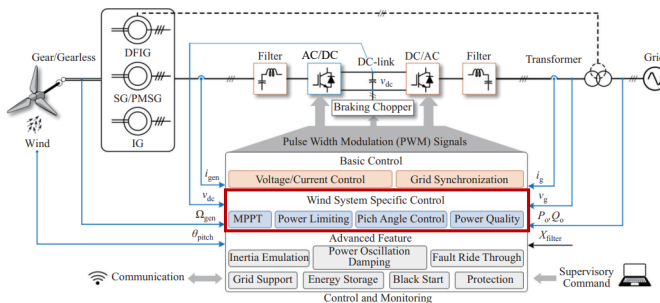 Gear/Gearless
DFIG
SG/PMSG
IG
Wind
Filter
AC/DC
DC-link
v_dc
DC/AC
Filter
Transformer
Grid
Braking Chopper
Pulse Width Modulation (PWM) Signals
Basic Control
Voltage/Current Control
Grid Synchronization
i_gen
v_dc
Ω_gen
θ_pitch
i_g
v_g
P_o, Q_o
X_filter
Wind System Specific Control
MPPT
Power Limiting
Pich Angle Control
Power Quality
Advanced Feature
Inertia Emulation
Power Oscillation
Damping
Fault Ride Through
Grid Support
Energy Storage
Black Start
Protection
Control and Monitoring
Communication
Supervisory
Command